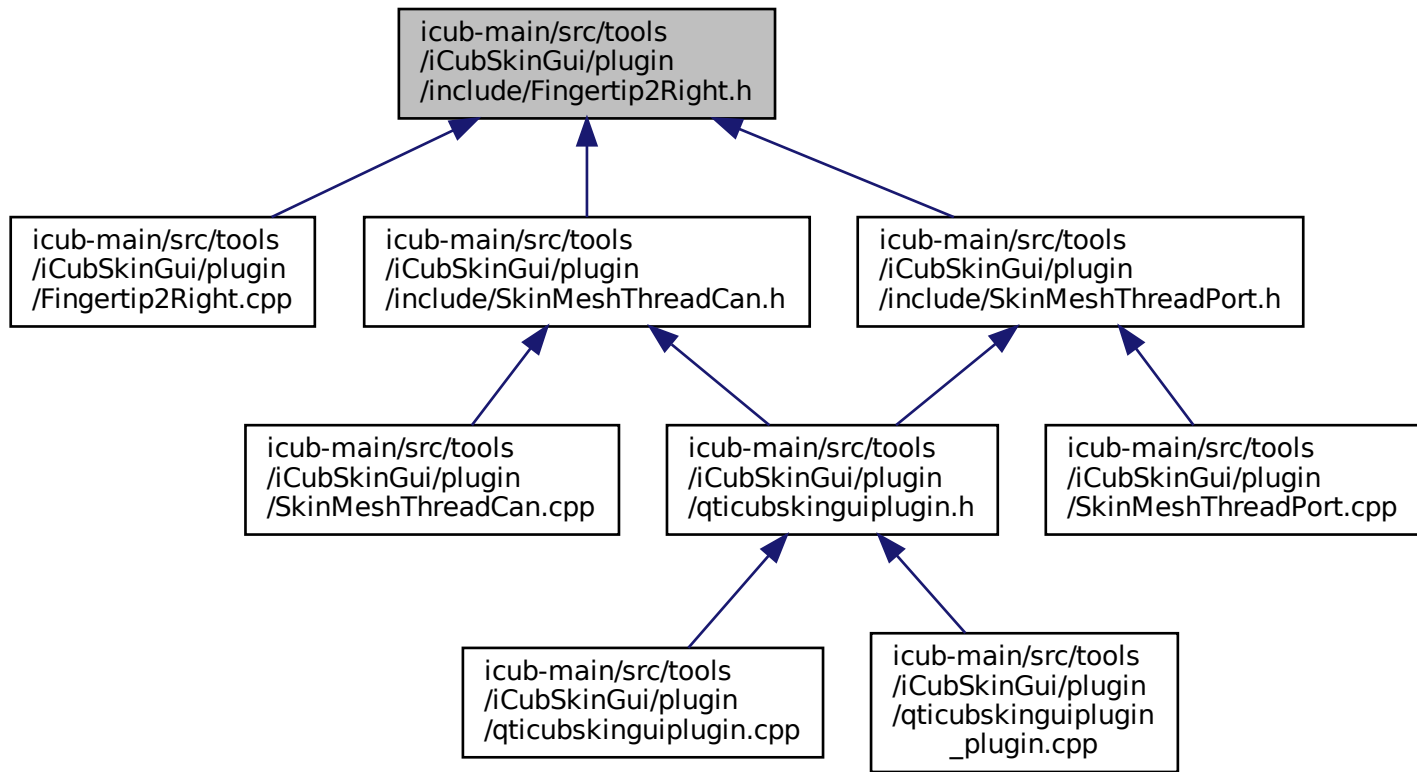 icub-main/src/tools
/iCubSkinGui/plugin
/include/Fingertip2Right.h
icub-main/src/tools
/iCubSkinGui/plugin
/Fingertip2Right.cpp
icub-main/src/tools
/iCubSkinGui/plugin
/include/SkinMeshThreadCan.h
icub-main/src/tools
/iCubSkinGui/plugin
/include/SkinMeshThreadPort.h
icub-main/src/tools
/iCubSkinGui/plugin
/SkinMeshThreadCan.cpp
icub-main/src/tools
/iCubSkinGui/plugin
/qticubskinguiplugin.h
icub-main/src/tools
/iCubSkinGui/plugin
/SkinMeshThreadPort.cpp
icub-main/src/tools
/iCubSkinGui/plugin
/qticubskinguiplugin.cpp
icub-main/src/tools
/iCubSkinGui/plugin
/qticubskinguiplugin
_plugin.cpp